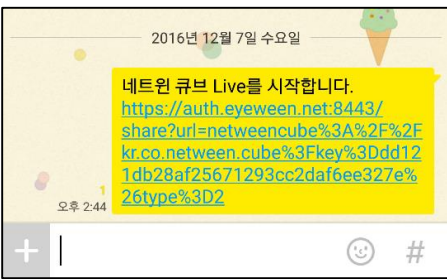 2016년 12월 7일 수요일
네트윈 큐브 Live를 시작합니다.
https://auth.eyeween.net:8443/
share?url=netweencube%3A%2F%2F
kr.co.netween.cube%3Fkey%3Ddd12
1db28af25671293cc2daf6ee327e%
26type%3D2
1
오후 2:44
+
#